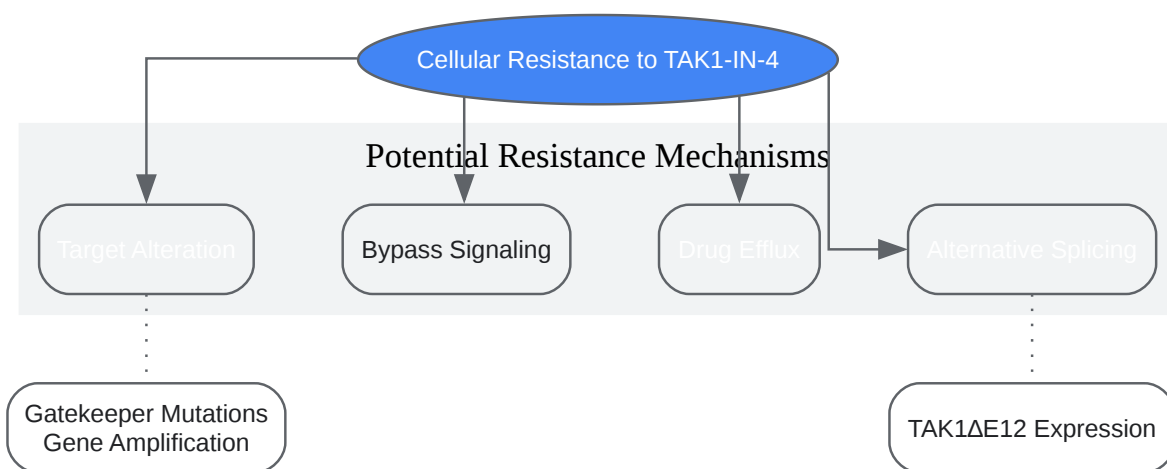 Cellular Resistance to TAK1-IN-4
Potential Resistance Mechanisms
Target Alteration
Bypass Signaling
Drug Efflux
Alternative Splicing
Gatekeeper Mutations
Gene Amplification
TAK1ΔE12 Expression